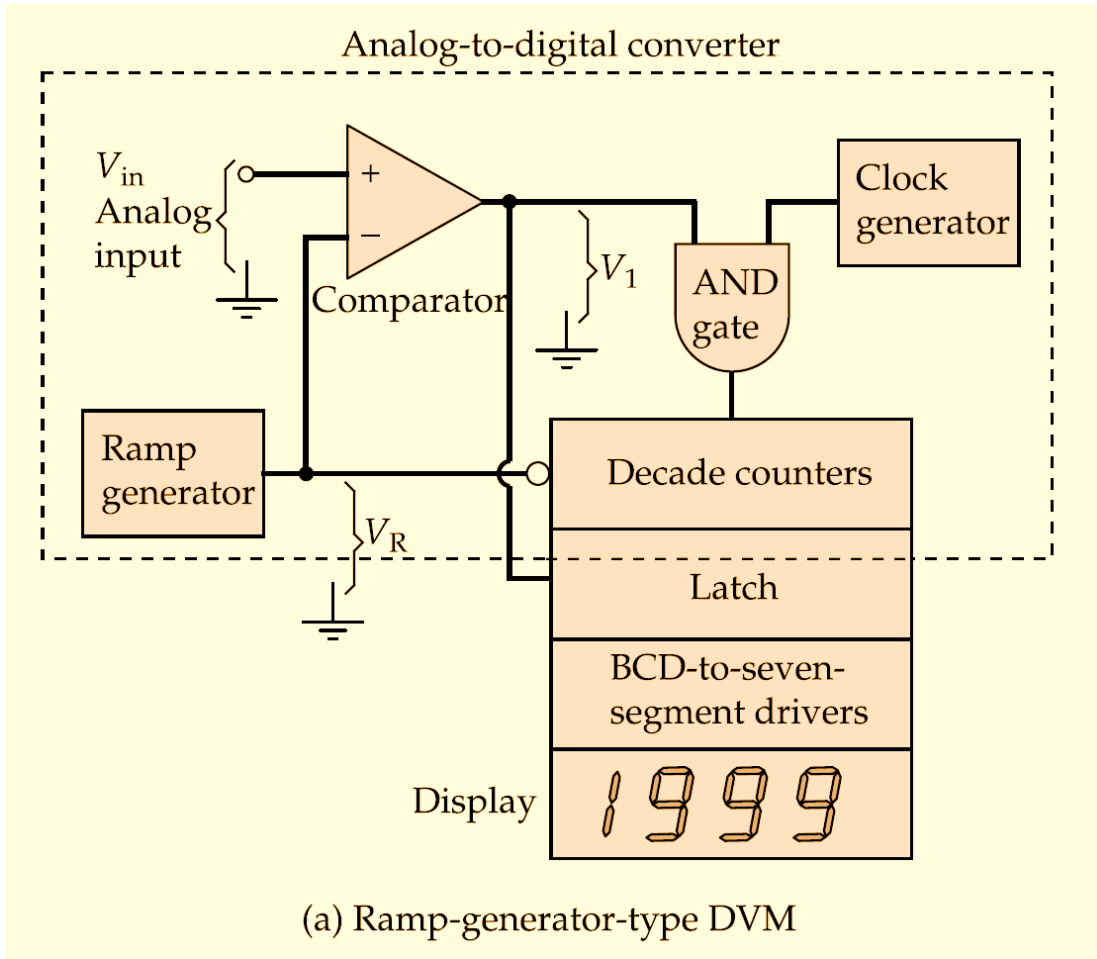 Analog-to-digital converter
V_in
Analog
input
+
−
Comparator
V_1
AND
gate
Clock
generator
Ramp
generator
V_R
Decade counters
Latch
BCD-to-seven-
segment drivers
Display
1999
(a) Ramp-generator-type DVM